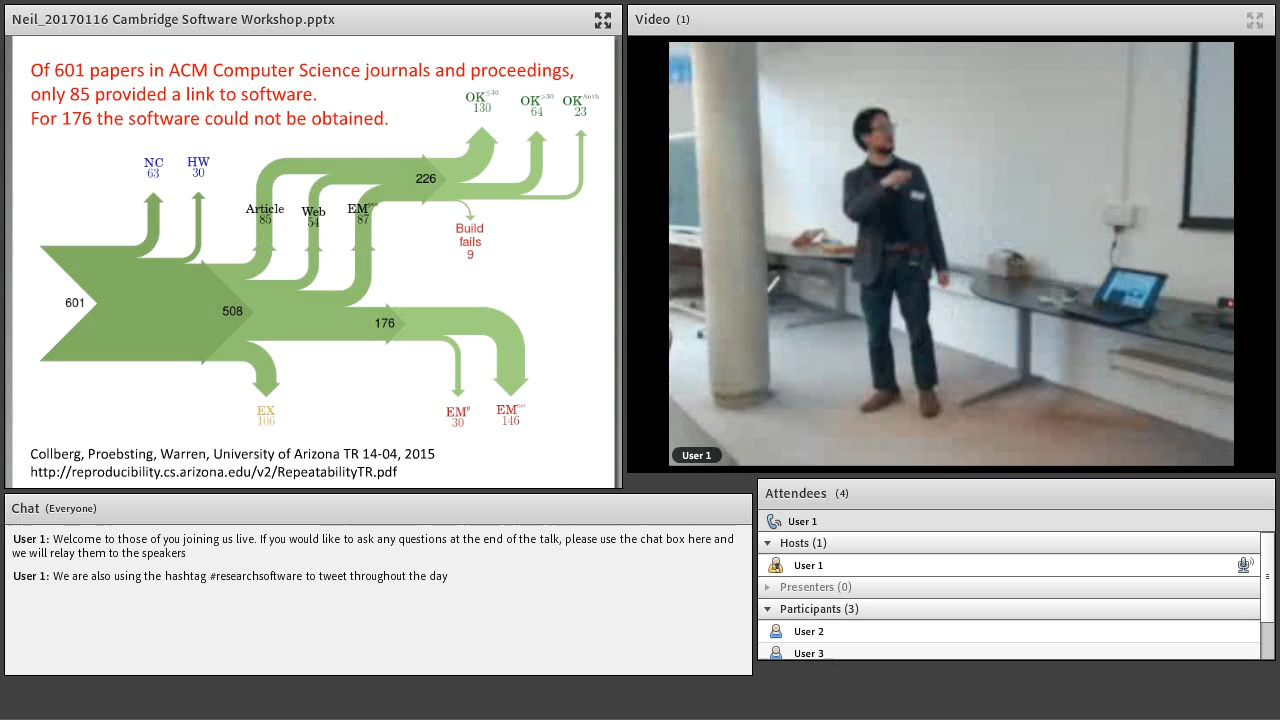 Neil_20170116 Cambridge Software Workshop.pptx
Of 601 papers in ACM Computer Science journals and proceedings,
only 85 provided a link to software.
For 176 the software could not be obtained.
OK≤30
130
OK>30
64
OKAuth
23
NC
63
HW
30
226
Article
85
Web
54
EMyes
87
Build
fails
9
601
508
176
EX
106
EMø
30
EMno
146
Collberg, Proebsting, Warren, University of Arizona TR 14-04, 2015
http://reproducibility.cs.arizona.edu/v2/RepeatabilityTR.pdf
Video (1)
User 1
Chat (Everyone)
User 1: Welcome to those of you joining us live. If you would like to ask any questions at the end of the talk, please use the chat box here and
we will relay them to the speakers
User 1: We are also using the hashtag #researchsoftware to tweet throughout the day
Attendees (4)
User 1
Hosts (1)
User 1
Presenters (0)
Participants (3)
User 2
User 3